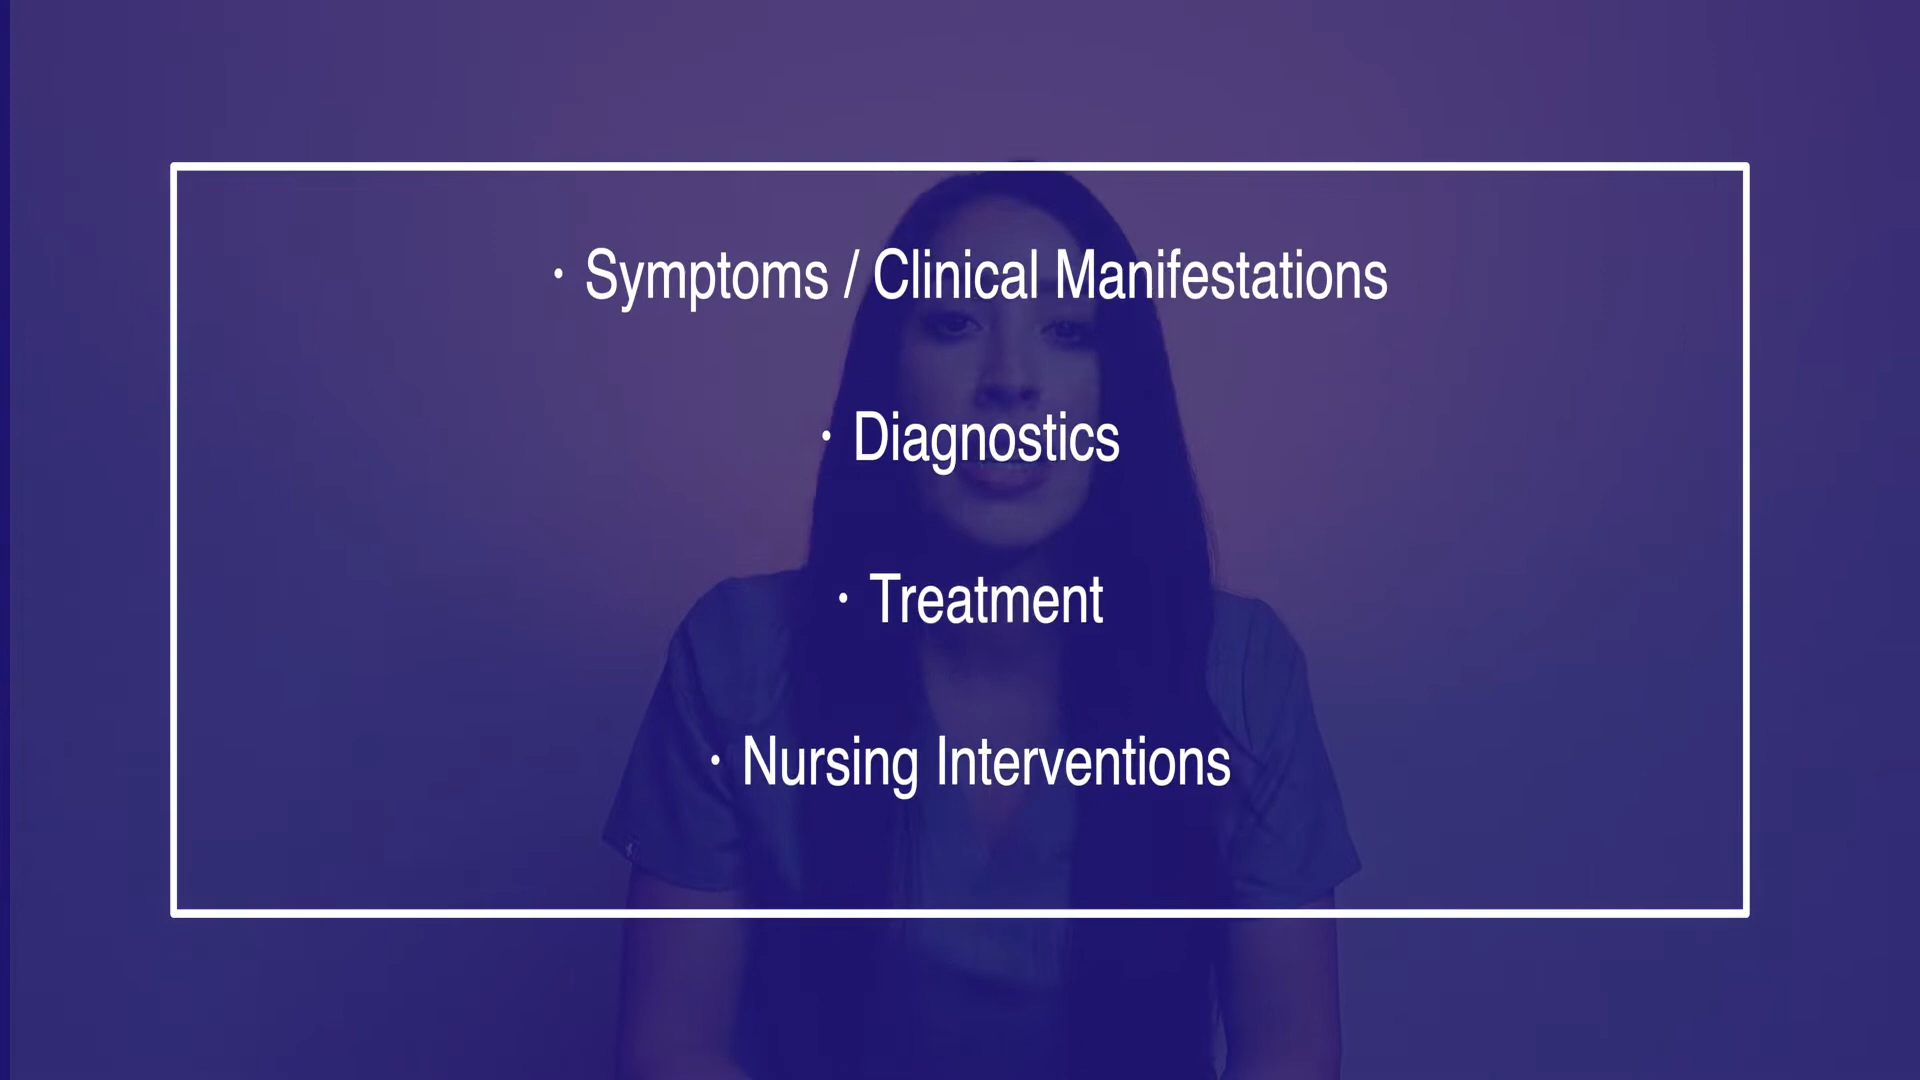 · Symptoms / Clinical Manifestations
· Diagnostics
· Treatment
· Nursing Interventions